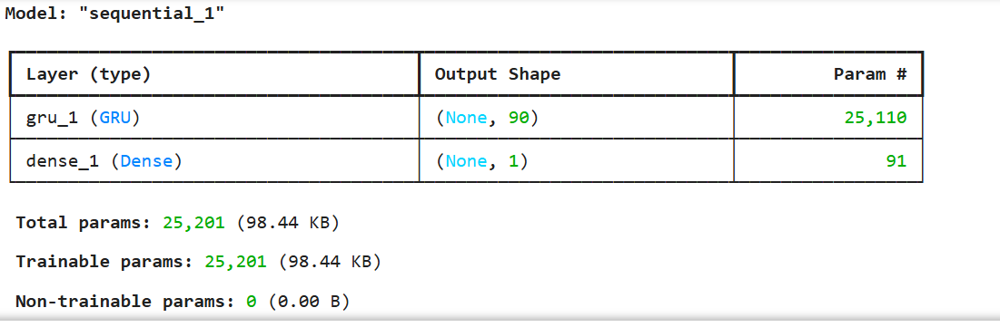 Model: "sequential_1"
Layer (type) Output Shape Param #
gru_1 (GRU) (None, 90) 25,110
dense_1 (Dense) (None, 1) 91
Total params: 25,201 (98.44 KB)
Trainable params: 25,201 (98.44 KB)
Non-trainable params: 0 (0.00 B)